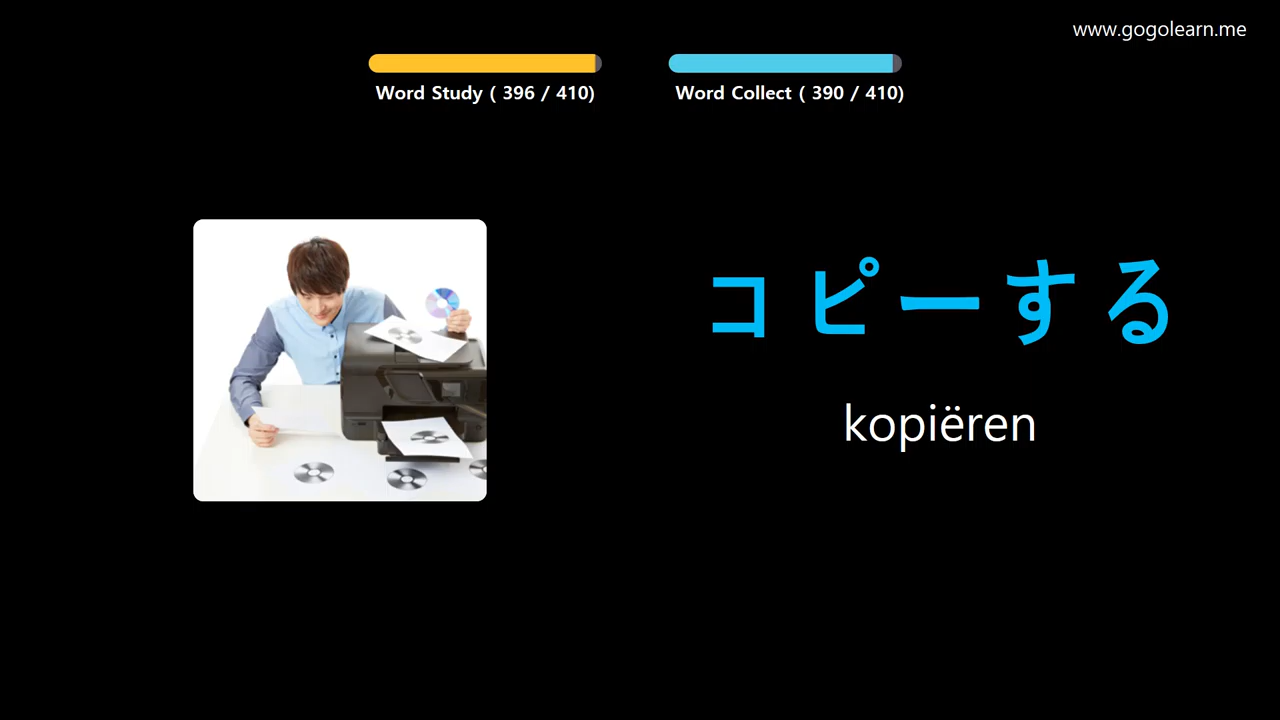 www.gogolearn.me
Word Study ( 396 / 410)
Word Collect ( 390 / 410)
コピーする
kopiëren